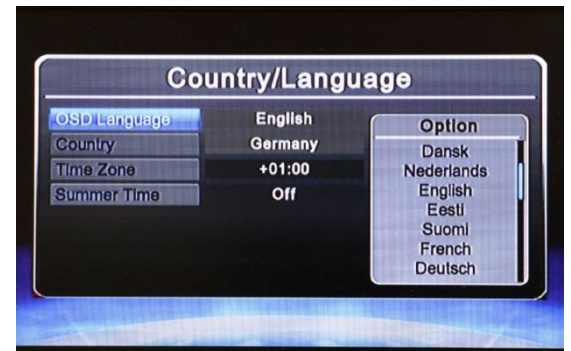 Country/Language
OSD Language English
Country Germany
Time Zone +01:00
Summer Time Off
Option
Dansk
Nederlands
English
Eesti
Suomi
French
Deutsch